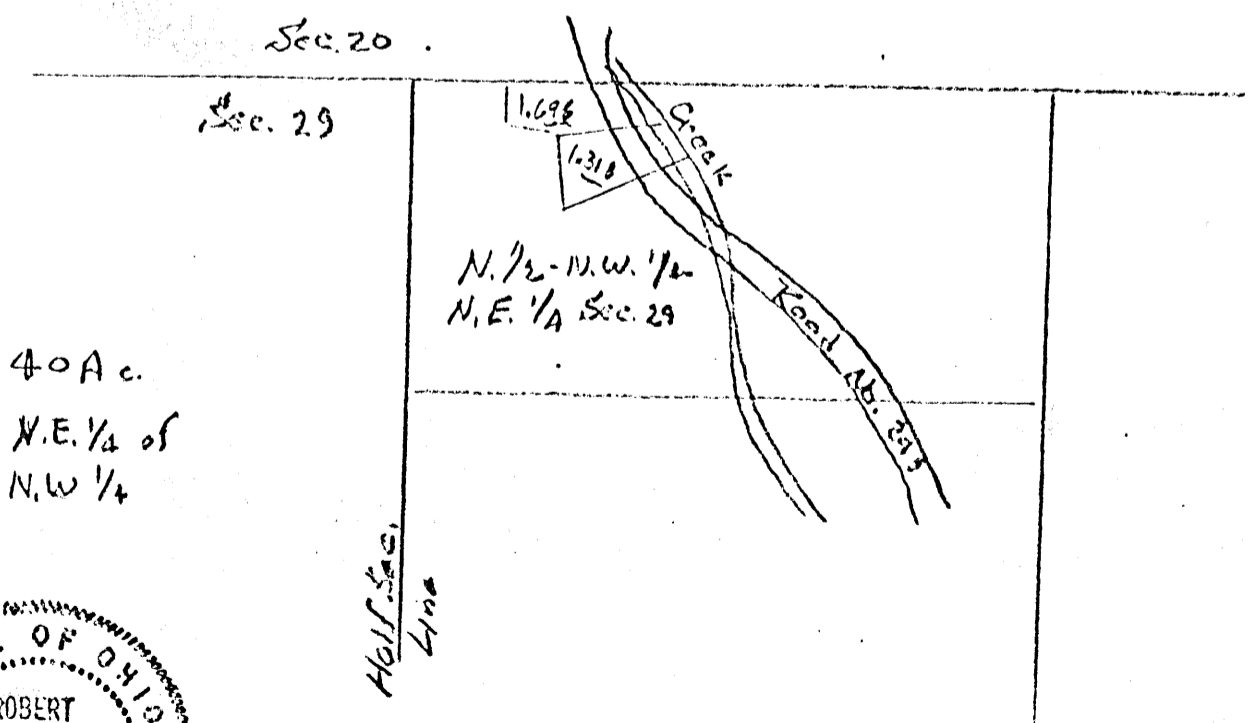 Sec. 20
Sec. 29
1.698
1.318
Creek
N. 1/2 - N.W. 1/4
N.E. 1/4 Sec. 29
Road No.
40 Ac.
N.E. 1/4 of
N.W 1/4
Half Sec.
Line
OF OHIO
ROBERT